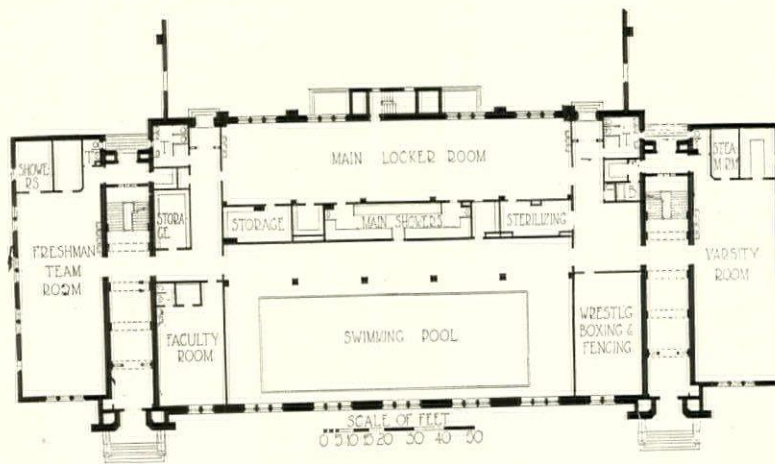 MAIN LOCKER ROOM
SHOWE-
RS
T
T
T
STEA-
M RM
STORA-
GE
STORAGE
MAIN SHOWERS
STERILIZING
FRESHMAN
TEAM
ROOM
VARSITY
ROOM
FACULTY
ROOM
SWIMMING POOL
WRESTL'G
BOXING &
FENCING
SCALE OF FEET
0 5 10 15 20 30 40 50